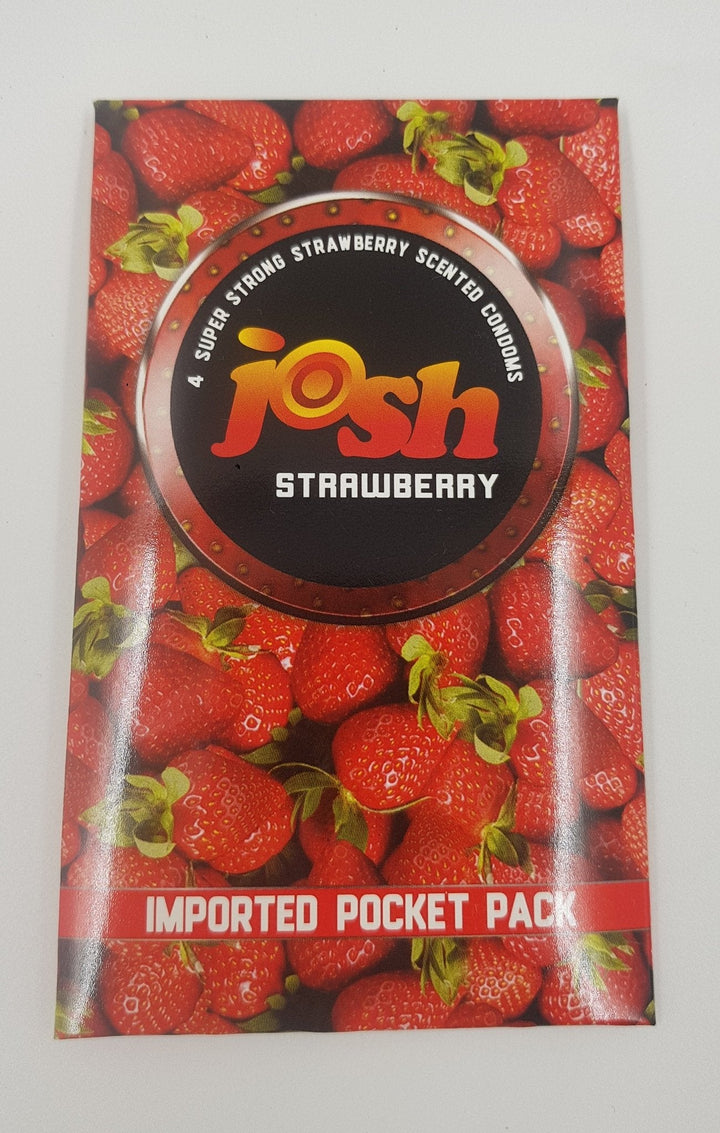 4 SUPER STRONG STRAWBERRY SCENTED CONDOMS
josh
STRAWBERRY
IMPORTED POCKET PACK